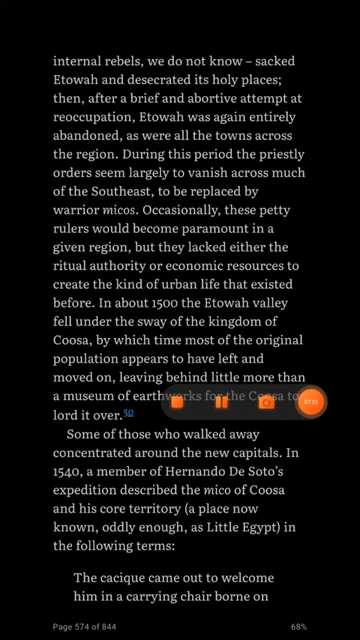 internal rebels, we do not know – sacked
Etowah and desecrated its holy places;
then, after a brief and abortive attempt at
reoccupation, Etowah was again entirely
abandoned, as were all the towns across
the region. During this period the priestly
orders seem largely to vanish across much
of the Southeast, to be replaced by
warrior micos. Occasionally, these petty
rulers would become paramount in a
given region, but they lacked either the
ritual authority or economic resources to
create the kind of urban life that existed
before. In about 1500 the Etowah valley
fell under the sway of the kingdom of
Coosa, by which time most of the original
population appears to have left and
moved on, leaving behind little more than
a museum of earthworks for the Coosa to
lord it over.50
Some of those who walked away
concentrated around the new capitals. In
1540, a member of Hernando De Soto's
expedition described the mico of Coosa
and his core territory (a place now
known, oddly enough, as Little Egypt) in
the following terms:
The cacique came out to welcome
him in a carrying chair borne on
Page 574 of 844 68%